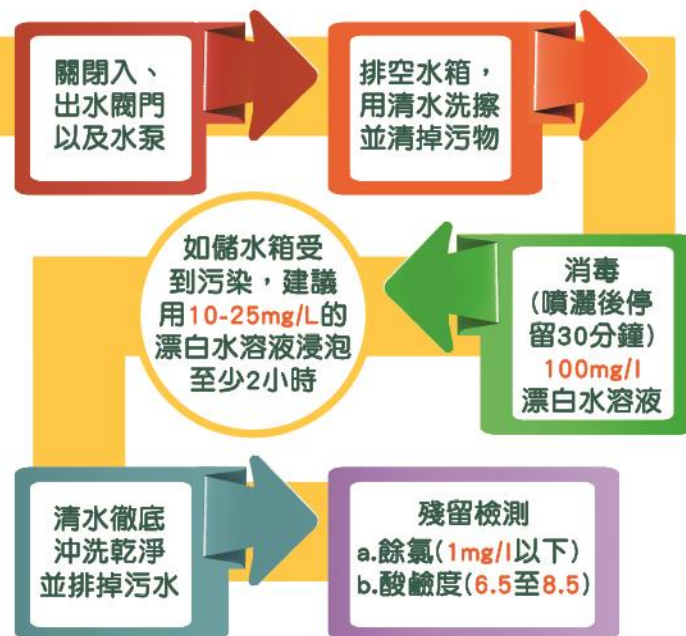 關閉入、
出水閥門
以及水泵
排空水箱，
用清水洗擦
並清掉污物
消毒
(噴灑後停
留30分鐘)
100mg/l
漂白水溶液
如儲水箱受
到污染，建議
用10-25mg/L的
漂白水溶液浸泡
至少2小時
清水徹底
沖洗乾淨
並排掉污水
殘留檢測
a.餘氯(1mg/l以下)
b.酸鹼度(6.5至8.5)